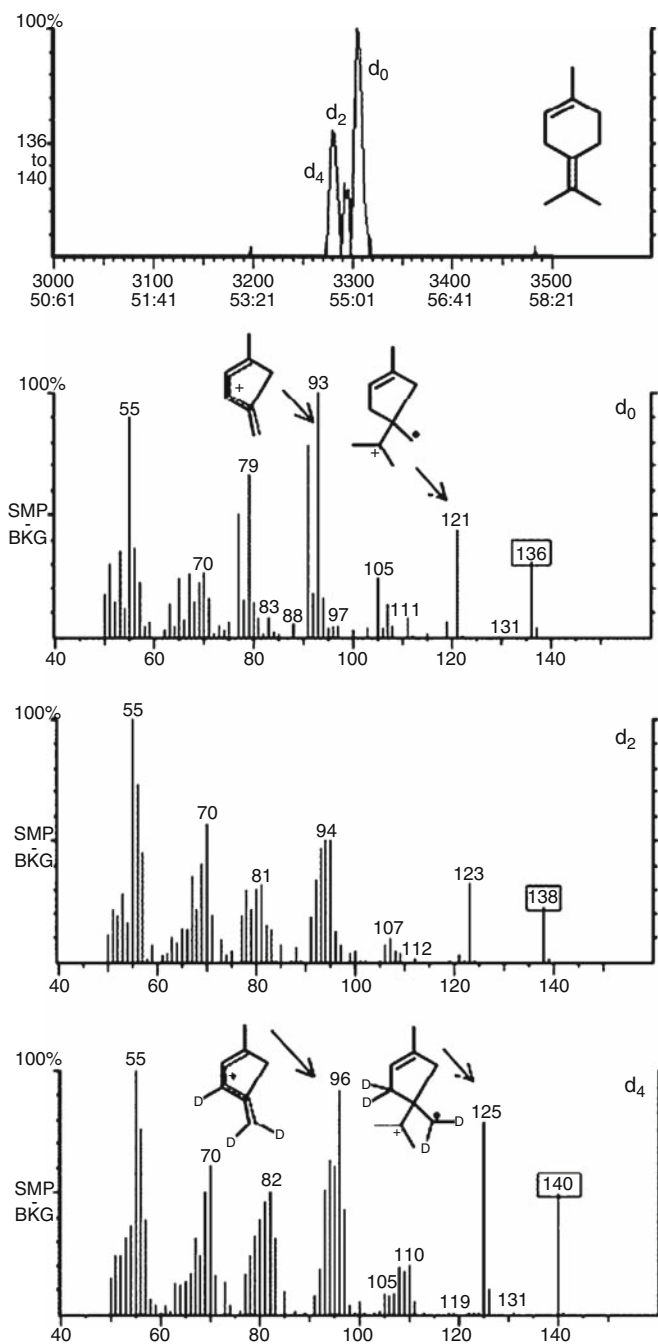 100%
d0
d2
136
to
140
d4
3000 3100 3200 3300 3400 3500
50:61 51:41 53:21 55:01 56:41 58:21
100% 93 d0
55
+
79
+
121
SMP
-
BKG
136
70
105
83 88 97 111 131
40 60 80 100 120 140
100% 55 d2
70
SMP
-
BKG
94
81
123
138
107
112
40 60 80 100 120 140
100% 55 d4
+
96
D
D
D
D
D
+
D
D
125
70
82
SMP
-
BKG
140
105 110
119 131
40 60 80 100 120 140